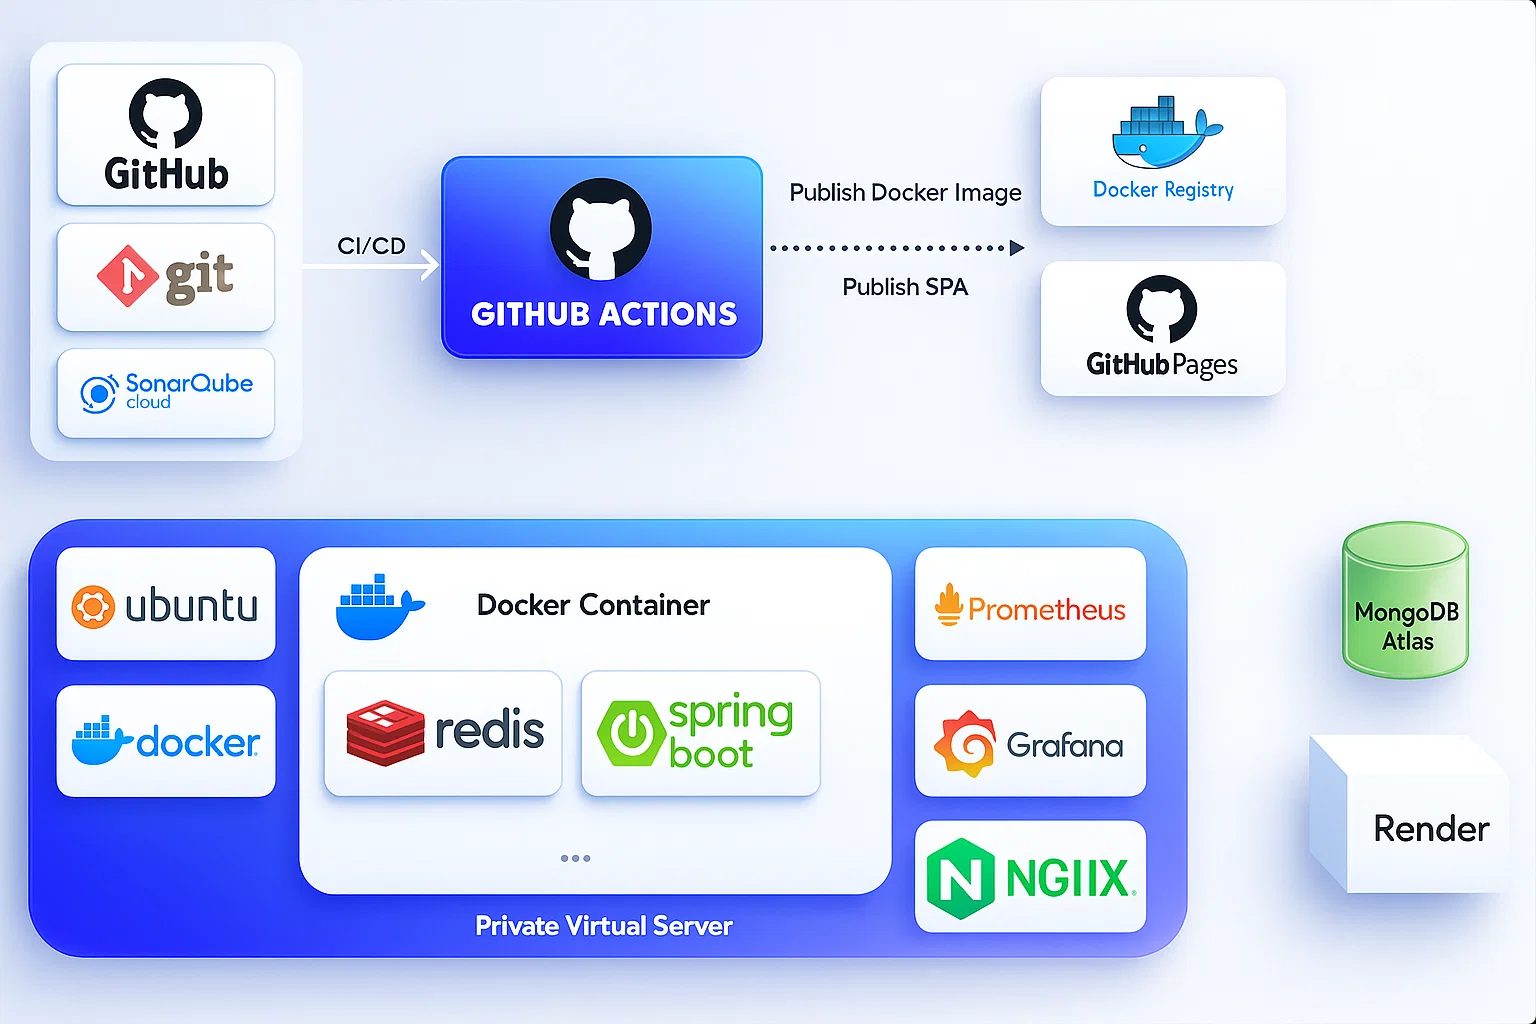 GitHub
git
SonarQube
cloud
CI/CD
GITHUB ACTIONS
Publish Docker Image
Publish SPA
Docker Registry
GitHub Pages
ubuntu
docker
Docker Container
redis
spring
boot
...
Private Virtual Server
Prometheus
Grafana
N NGIIX
MongoDB
Atlas
Render